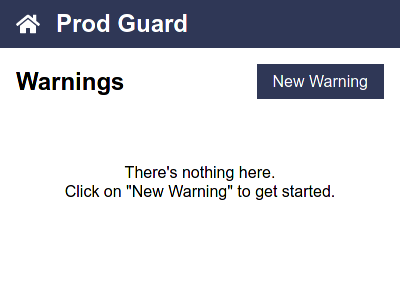 Prod Guard
Warnings
New Warning
There's nothing here.
Click on "New Warning" to get started.